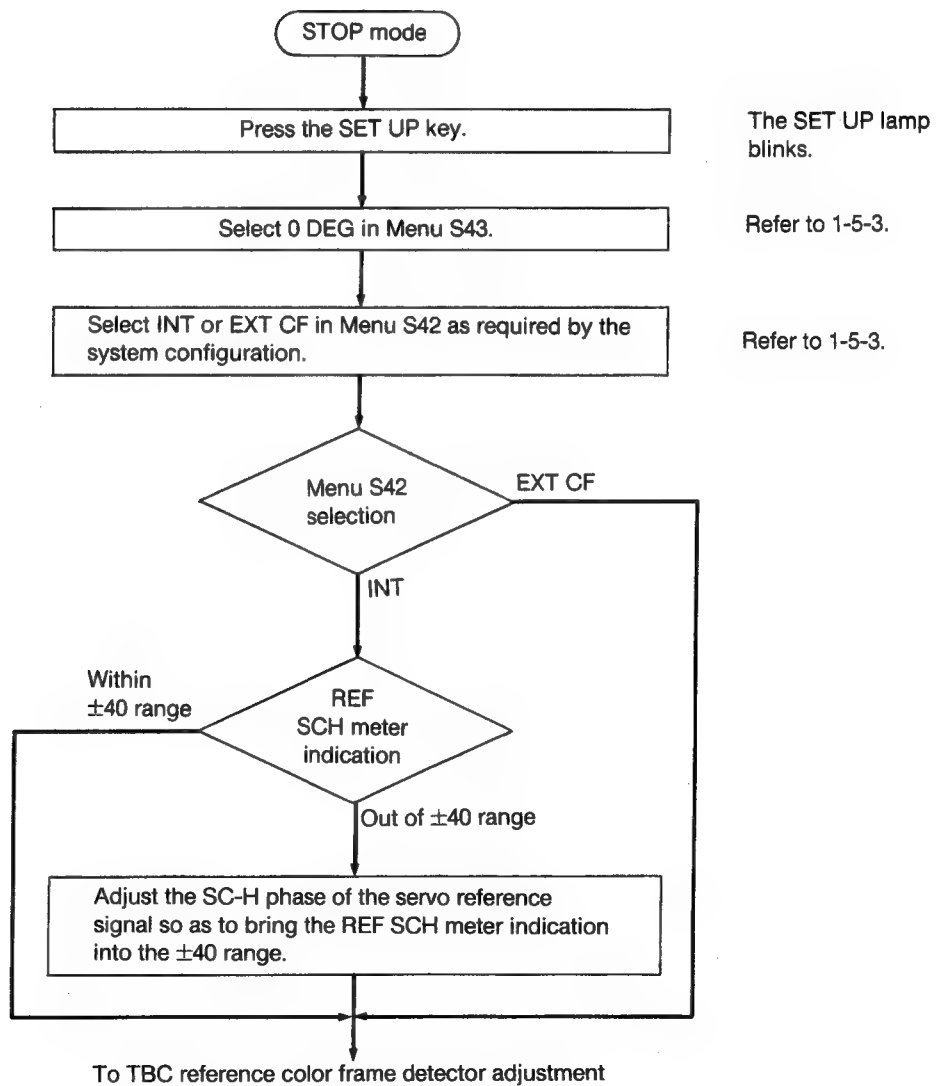 STOP mode
Press the SET UP key.
The SET UP lamp
blinks.
Select 0 DEG in Menu S43.
Refer to 1-5-3.
Select INT or EXT CF in Menu S42 as required by the
system configuration.
Refer to 1-5-3.
Menu S42
selection
EXT CF
INT
Within
±40 range
REF
SCH meter
indication
Out of ±40 range
Adjust the SC-H phase of the servo reference
signal so as to bring the REF SCH meter indication
into the ±40 range.
To TBC reference color frame detector adjustment